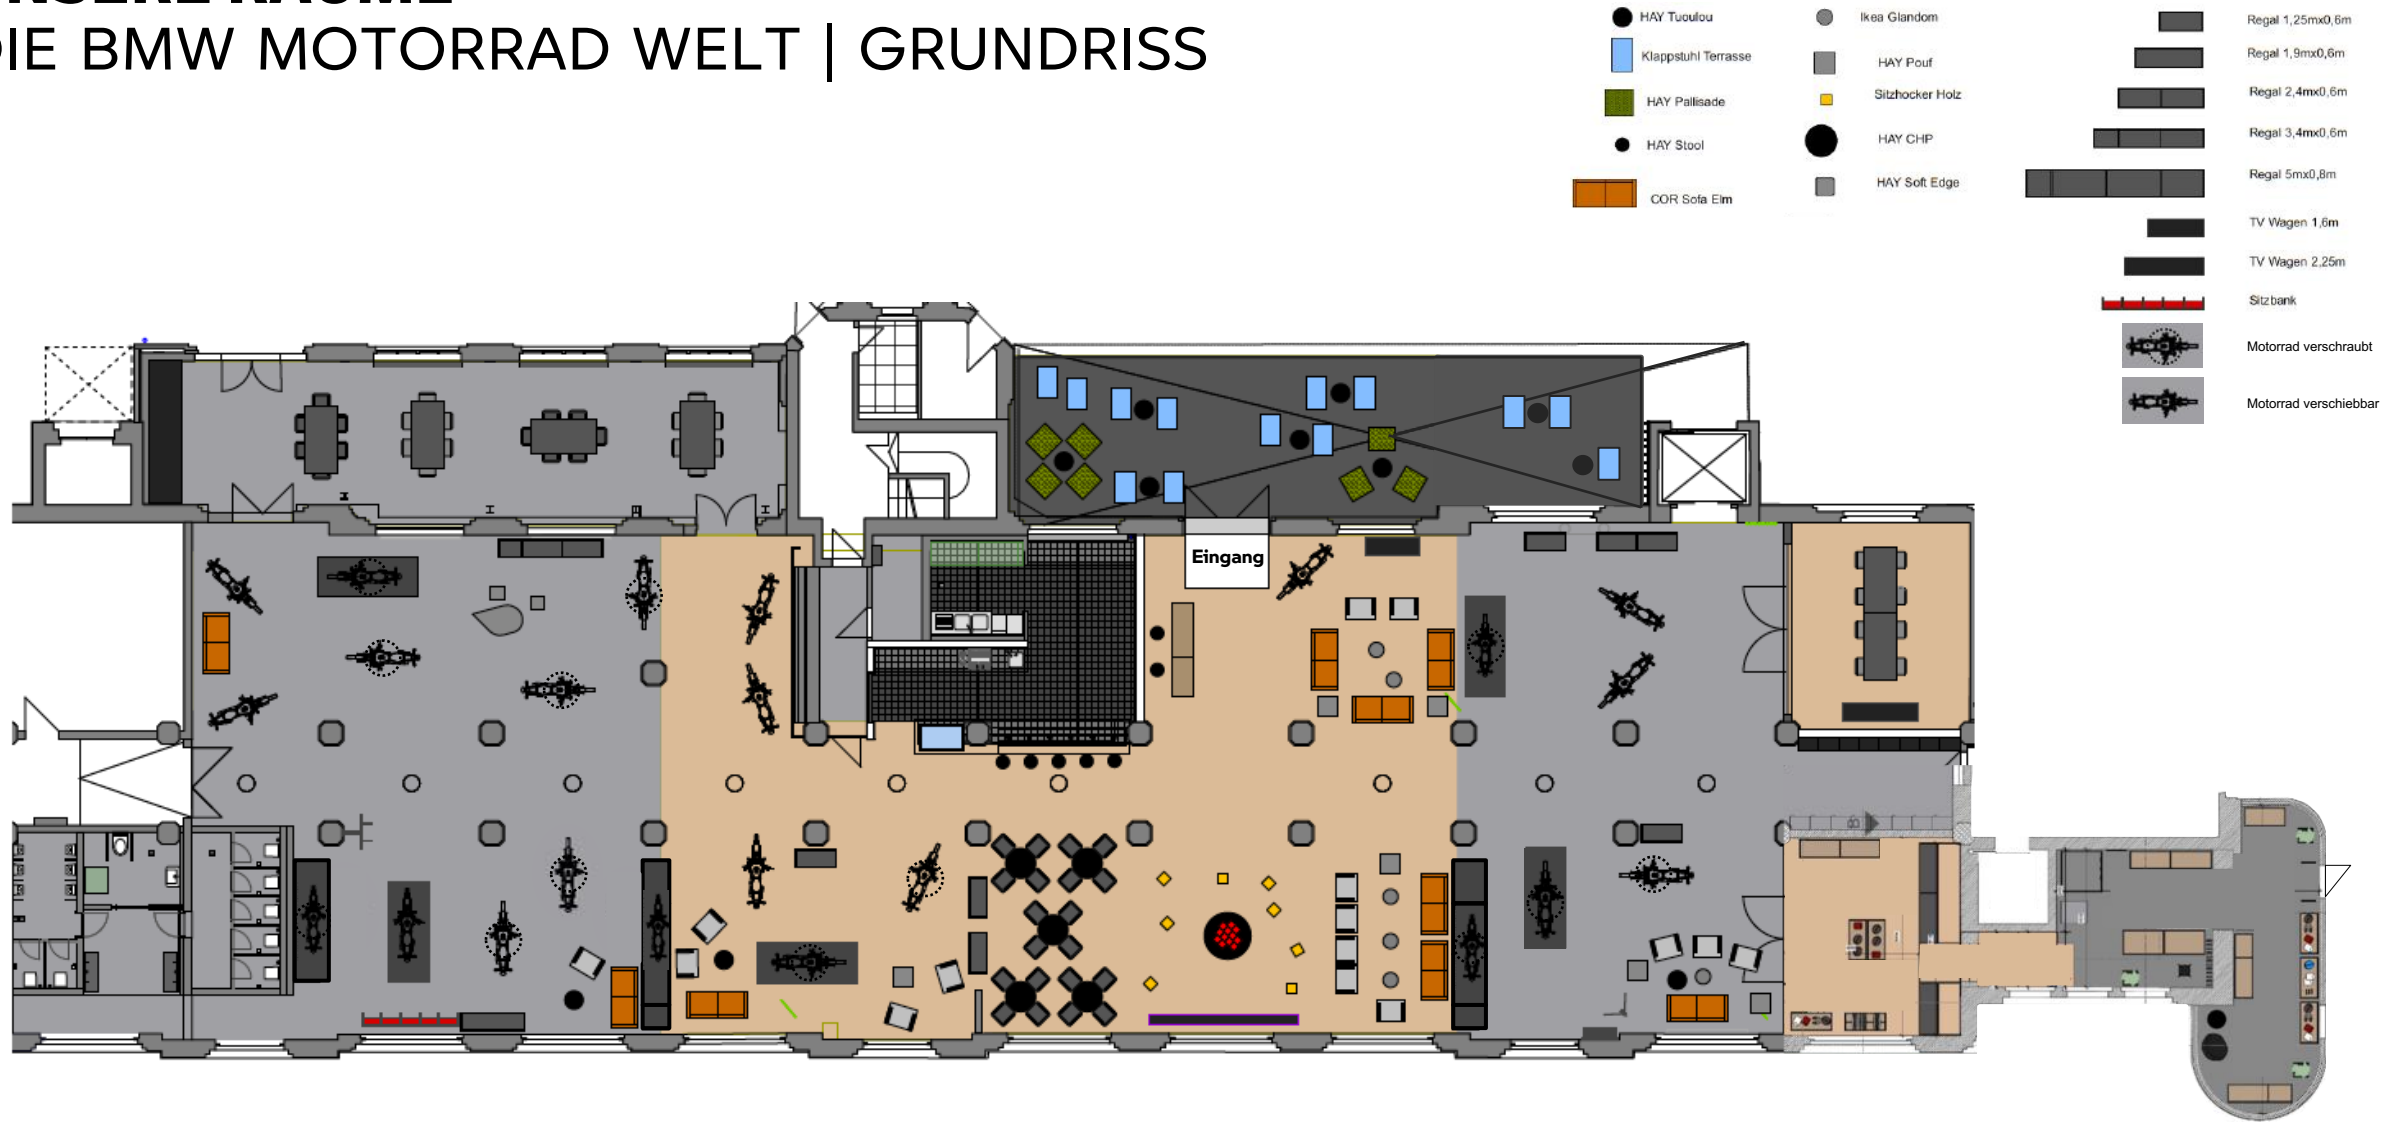 NSERE RÄUME
DIE BMW MOTORRAD WELT | GRUNDRISS
HAY Tuoulou
Klappstuhl Terrasse
HAY Pallisade
HAY Stool
COR Sofa Elm
Ikea Glandom
HAY Pouf
Sitzhocker Holz
HAY CHP
HAY Soft Edge
Regal 1,25mx0,6m
Regal 1,9mx0,6m
Regal 2,4mx0,6m
Regal 3,4mx0,6m
Regal 5mx0,8m
TV Wagen 1,6m
TV Wagen 2,25m
Sitzbank
Motorrad verschraubt
Motorrad verschiebbar
Eingang